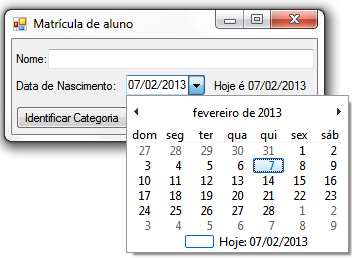 Matrícula de aluno
Nome:
Data de Nascimento: 07/02/2013 Hoje é 07/02/2013
Identificar Categoria
fevereiro de 2013
dom seg ter qua qui sex sáb
27 28 29 30 31 1 2
3 4 5 6 7 8 9
10 11 12 13 14 15 16
17 18 19 20 21 22 23
24 25 26 27 28 1 2
3 4 5 6 7 8 9
Hoje: 07/02/2013